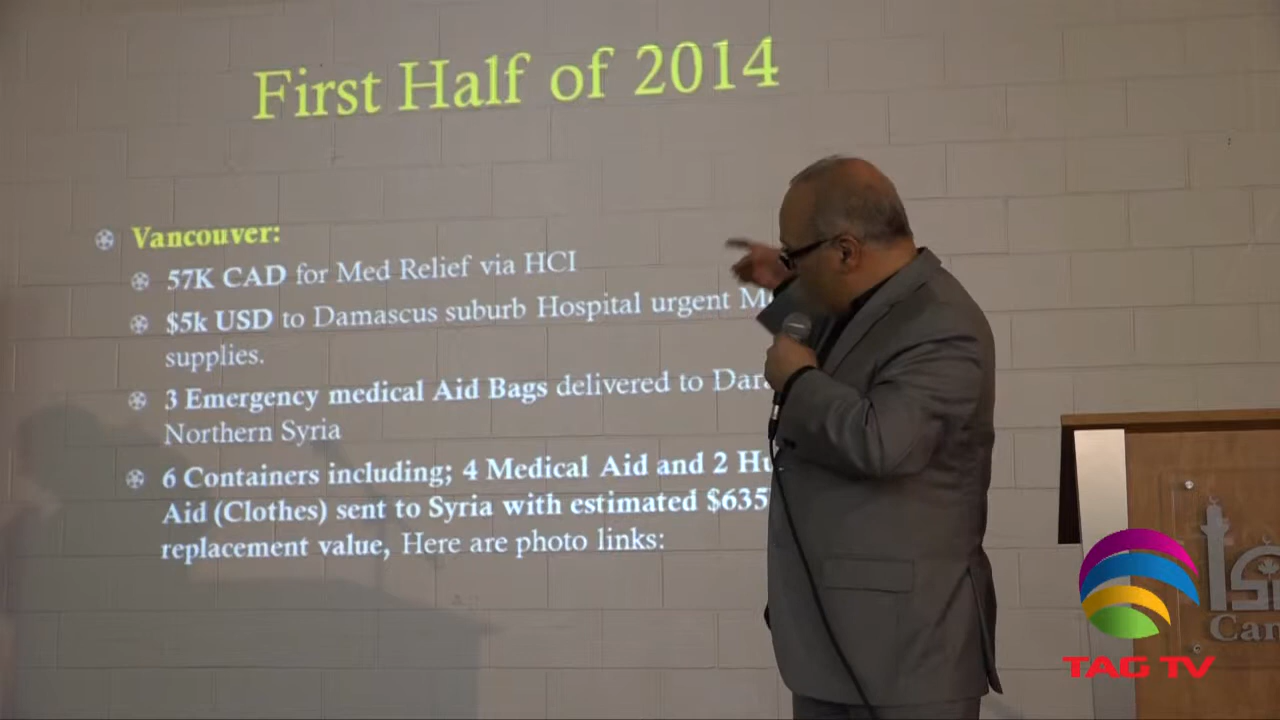 First Half of 2014
Vancouver:
57K CAD for Med Relief via HCI
$5k USD to Damascus suburb Hospital urgent
supplies.
3 Emergency medical Aid Bags delivered to
Northern Syria
6 Containers including; 4 Medical Aid and 2
Aid (Clothes) sent to Syria with estimated $635
replacement value, Here are photo links:
TAG TV